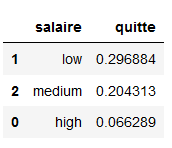 salaire quitte
1 low 0.296884
2 medium 0.204313
0 high 0.066289